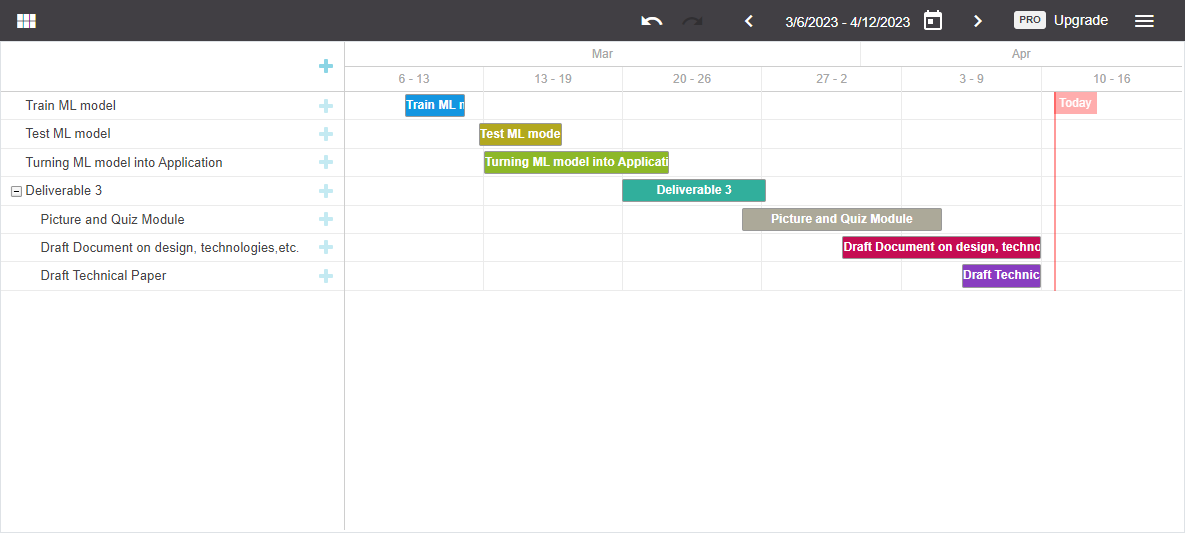 3/6/2023 - 4/12/2023 PRO Upgrade
Mar Apr
6 - 13 13 - 19 20 - 26 27 - 2 3 - 9 10 - 16
Train ML model Train ML m Today
Test ML model Test ML mode
Turning ML model into Application Turning ML model into Applicati
Deliverable 3 Deliverable 3
Picture and Quiz Module Picture and Quiz Module
Draft Document on design, technologies,etc. Draft Document on design, techno
Draft Technical Paper Draft Technic